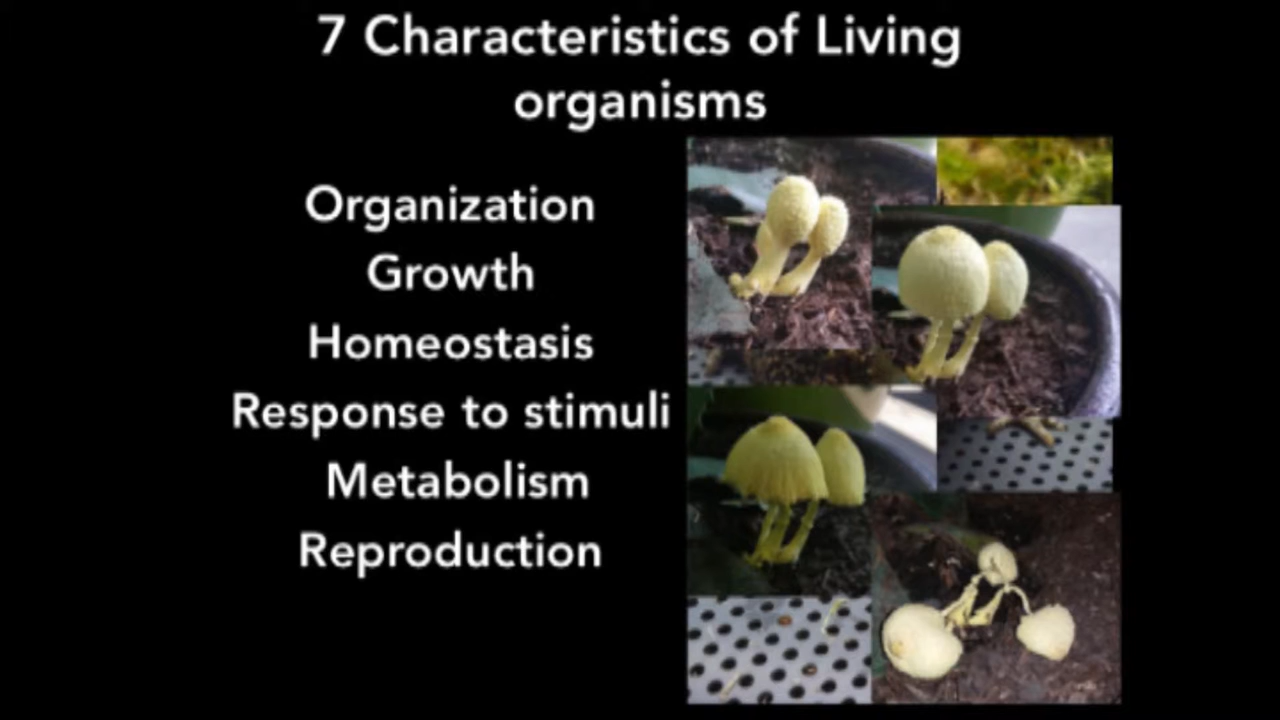 7 Characteristics of Living
organisms
Organization
Growth
Homeostasis
Response to stimuli
Metabolism
Reproduction